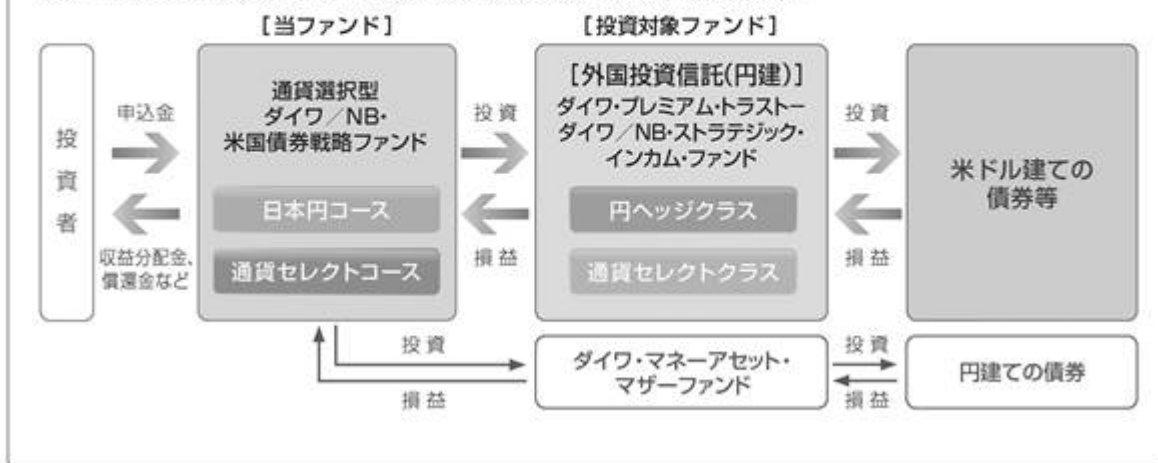 [当ファンド]
[投資対象ファンド]
投資者
申込金
収益分配金、
償還金など
通貨選択型
ダイワ／NB・
米国債券戦略ファンド
日本円コース
通貨セレクトコース
投資
損益
[外国投資信託(円建)]
ダイワ・プレミアム・トラストー
ダイワ／NB・ストラテジック・
インカム・ファンド
円ヘッジクラス
通貨セレクトクラス
投資
損益
米ドル建ての
債券等
投資
損益
ダイワ・マネーアセット・
マザーファンド
投資
損益
円建ての債券